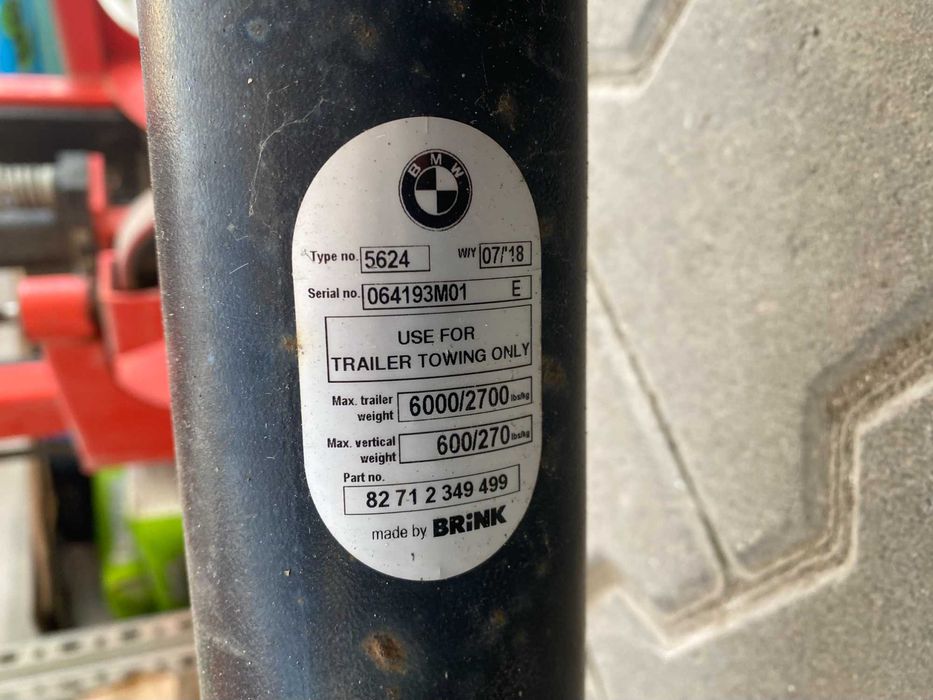 BMW
Type no. 5624 W/Y 07/'18
Serial no. 064193M01 E
USE FOR
TRAILER TOWING ONLY
Max. trailer weight 6000/2700 lbs/kg
Max. vertical weight 600/270 lbs/kg
Part no.
82 71 2 349 499
made by BRiNK